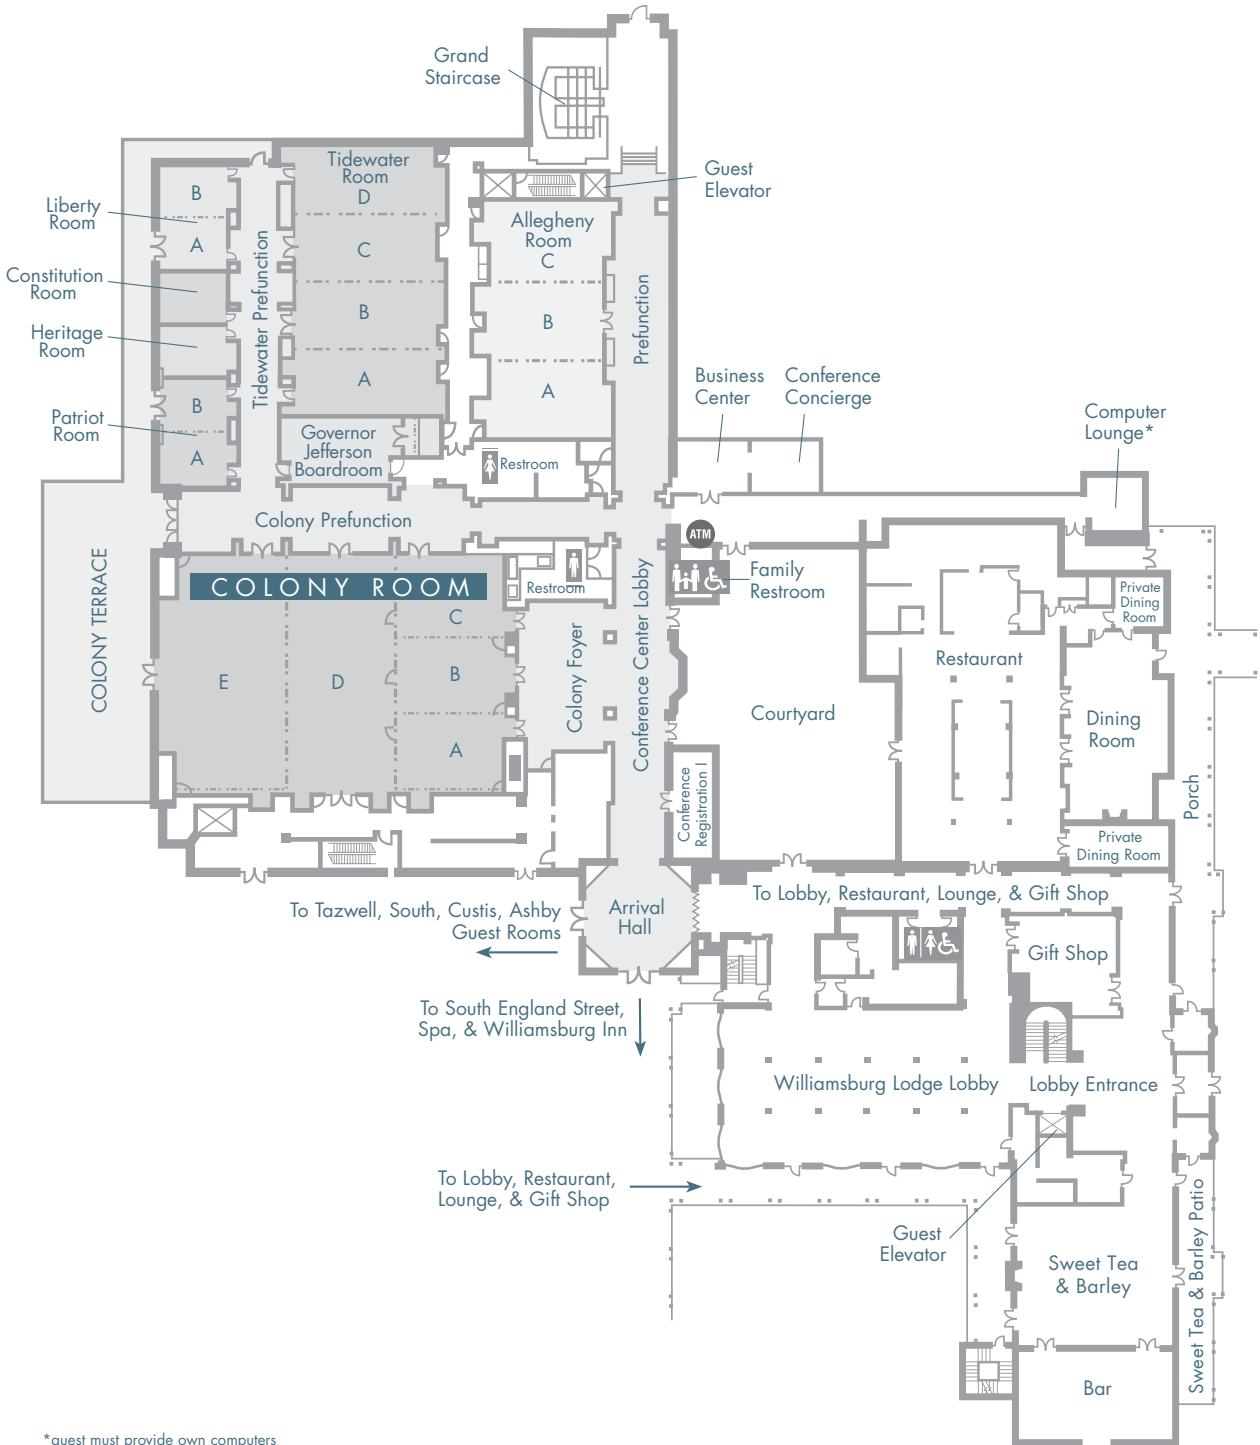 Grand
Staircase
Guest
Elevator
Tidewater
Room
D
C
B
A
Allegheny
Room
C
B
A
Liberty
Room
B
A
Constitution
Room
Heritage
Room
Patriot
Room
B
A
Tidewater Prefunction
Prefunction
Governor
Jefferson
Boardroom
Restroom
Business
Center
Conference
Concierge
Computer
Lounge*
Colony Prefunction
ATM
COLONY TERRACE
COLONY ROOM
E
D
C
B
A
Restroom
Colony Foyer
Conference Center Lobby
Family
Restroom
Private
Dining
Room
Restaurant
Courtyard
Dining
Room
Porch
Conference
Registration I
Private
Dining Room
To Lobby, Restaurant, Lounge, & Gift Shop
To Tazwell, South, Custis, Ashby
Guest Rooms
Arrival
Hall
Gift Shop
To South England Street,
Spa, & Williamsburg Inn
Williamsburg Lodge Lobby
Lobby Entrance
To Lobby, Restaurant,
Lounge, & Gift Shop
Guest
Elevator
Sweet Tea
& Barley
Sweet Tea & Barley Patio
Bar
*guest must provide own computers